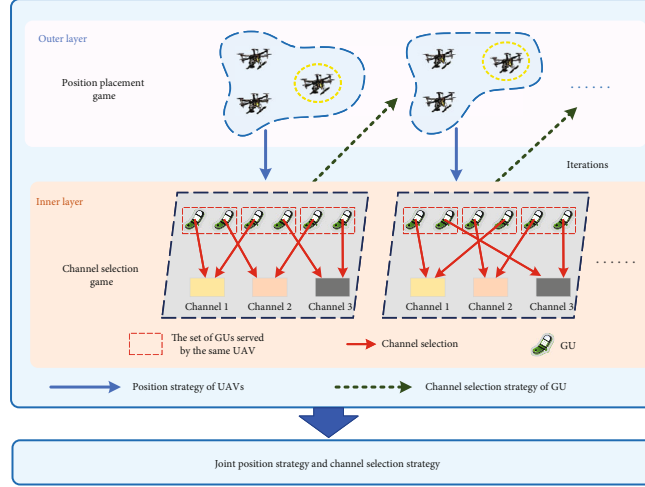 Outer layer
Position placement
game
. . . . . .
Iterations
Inner layer
Channel selection
game
Channel 1
Channel 2
Channel 3
Channel 1
Channel 2
Channel 3
. . . . . .
The set of GUs served
by the same UAV
Channel selection
GU
Position strategy of UAVs
Channel selection strategy of GU
Joint position strategy and channel selection strategy